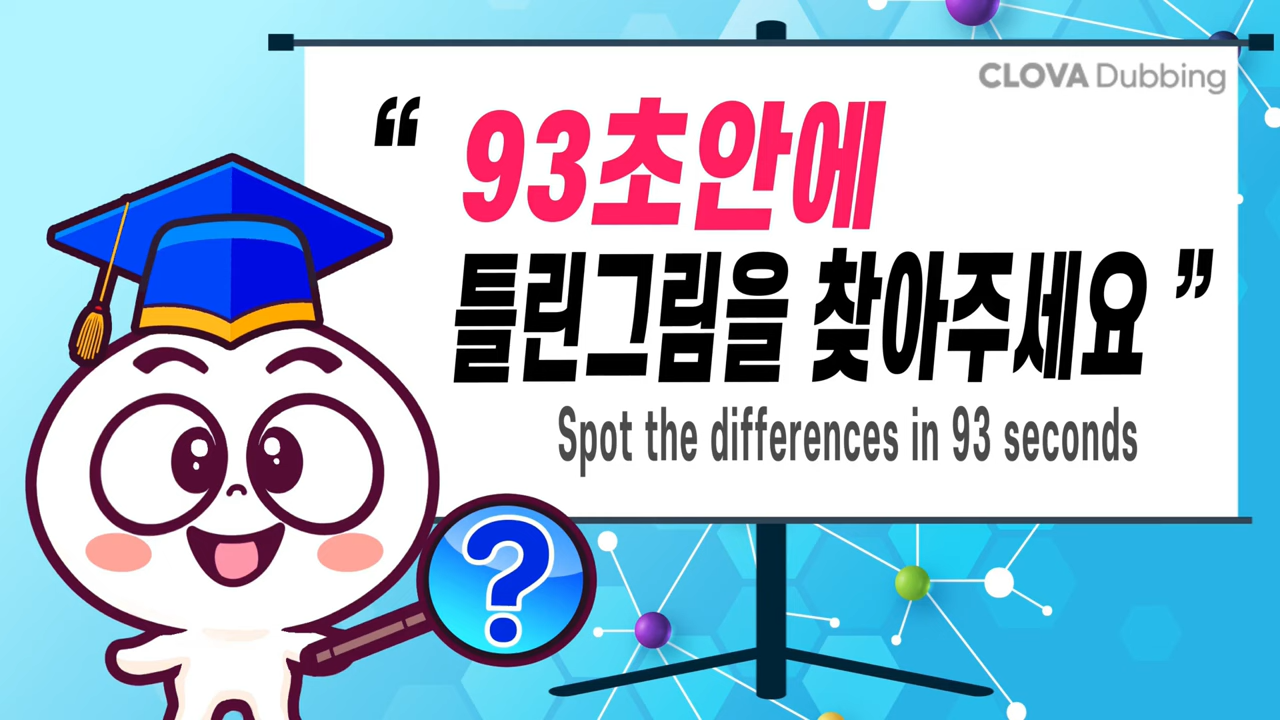 CLOVA Dubbing
“ 93초안에
틀린그림을 찾아주세요 ”
Spot the differences in 93 seconds
?